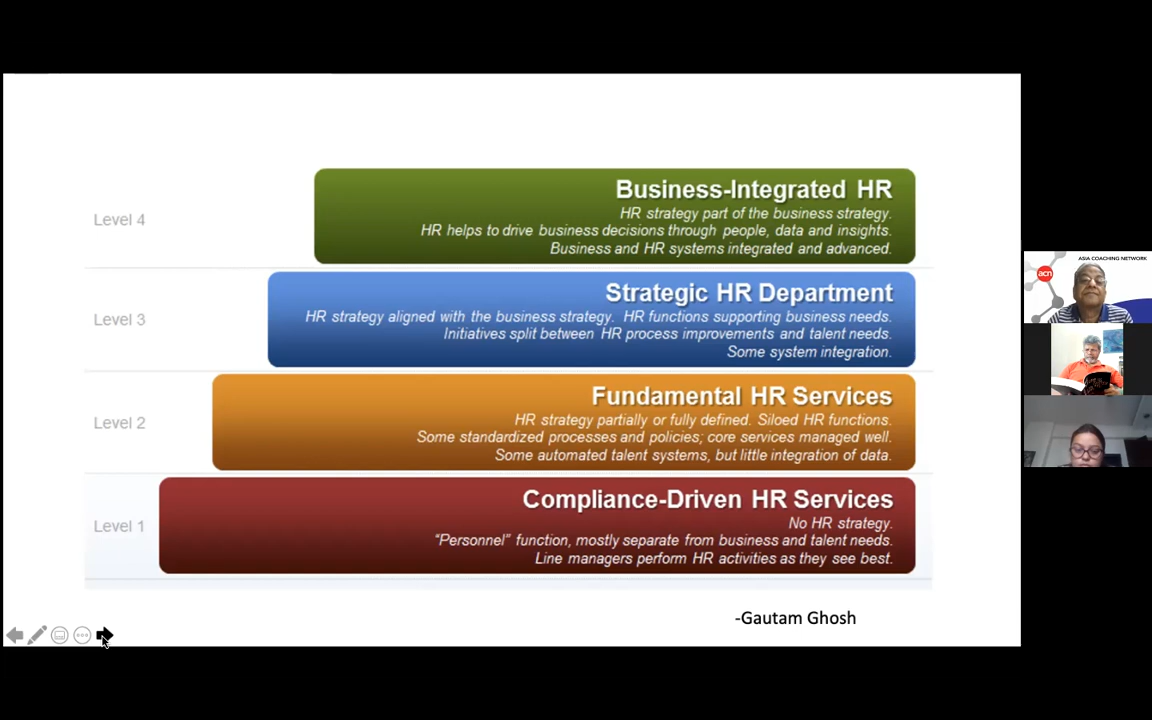 Level 4
Business-Integrated HR
HR strategy part of the business strategy.
HR helps to drive business decisions through people, data and insights.
Business and HR systems integrated and advanced.
Level 3
Strategic HR Department
HR strategy aligned with the business strategy. HR functions supporting business needs.
Initiatives split between HR process improvements and talent needs.
Some system integration.
Level 2
Fundamental HR Services
HR strategy partially or fully defined. Siloed HR functions.
Some standardized processes and policies; core services managed well.
Some automated talent systems, but little integration of data.
Level 1
Compliance-Driven HR Services
No HR strategy.
"Personnel" function, mostly separate from business and talent needs.
Line managers perform HR activities as they see best.
-Gautam Ghosh
ASIA COACHING NETWORK
acn